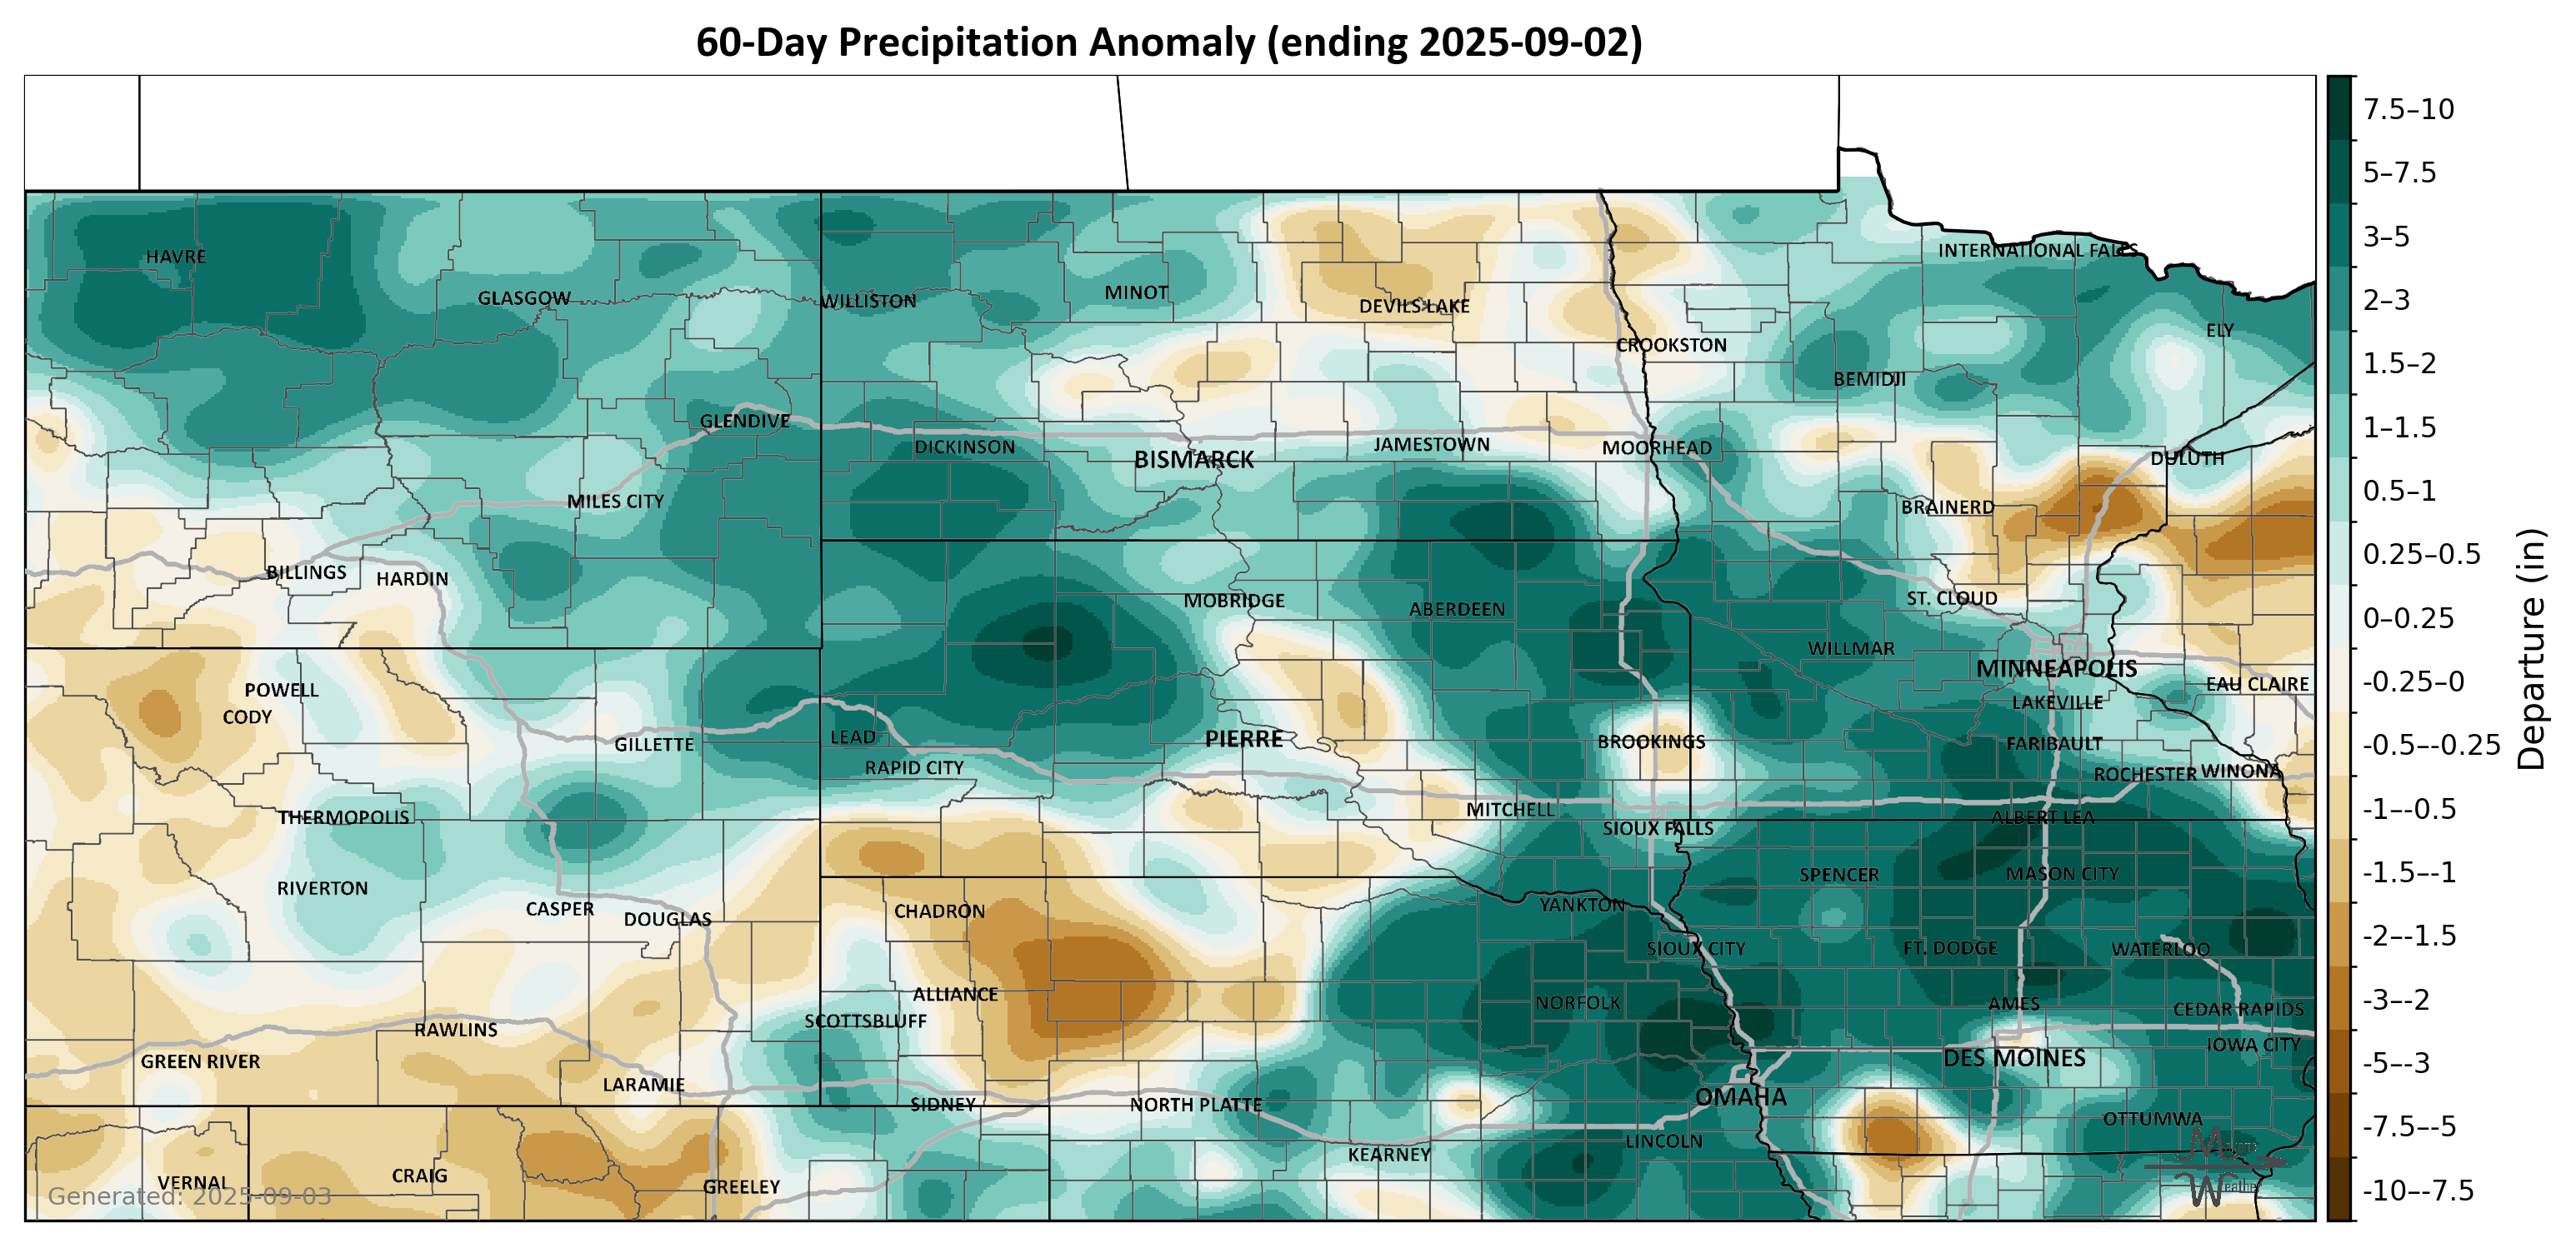 60-Day Precipitation Anomaly (ending 2025-09-02)
HAVRE
GLASGOW
WILLISTON
MINOT
DEVILS LAKE
INTERNATIONAL FALLS
ELY
CROOKSTON
BEMIDJI
GLENDIVE
DICKINSON
BISMARCK
JAMESTOWN
MOORHEAD
DULUTH
MILES CITY
BRAINERD
BILLINGS
HARDIN
MOBRIDGE
ABERDEEN
ST. CLOUD
WILLMAR
MINNEAPOLIS
POWELL
CODY
EAU CLAIRE
LAKEVILLE
GILLETTE
LEAD
PIERRE
BROOKINGS
FARIBAULT
RAPID CITY
ROCHESTER
WINONA
THERMOPOLIS
MITCHELL
ALBERT LEA
SIOUX FALLS
RIVERTON
CASPER
DOUGLAS
CHADRON
YANKTON
SPENCER
MASON CITY
SIOUX CITY
FT. DODGE
WATERLOO
ALLIANCE
NORFOLK
AMES
CEDAR RAPIDS
SCOTTSBLUFF
RAWLINS
IOWA CITY
GREEN RIVER
DES MOINES
LARAMIE
SIDNEY
NORTH PLATTE
OMAHA
OTTUMWA
LINCOLN
KEARNEY
VERNAL
CRAIG
GREELEY
Generated: 2025-09-03
7.5–10
5–7.5
3–5
2–3
1.5–2
1–1.5
0.5–1
0.25–0.5
0–0.25
-0.25–0
-0.5–-0.25
-1–-0.5
-1.5–-1
-2–-1.5
-3–-2
-5–-3
-7.5–-5
-10–-7.5
Departure (in)